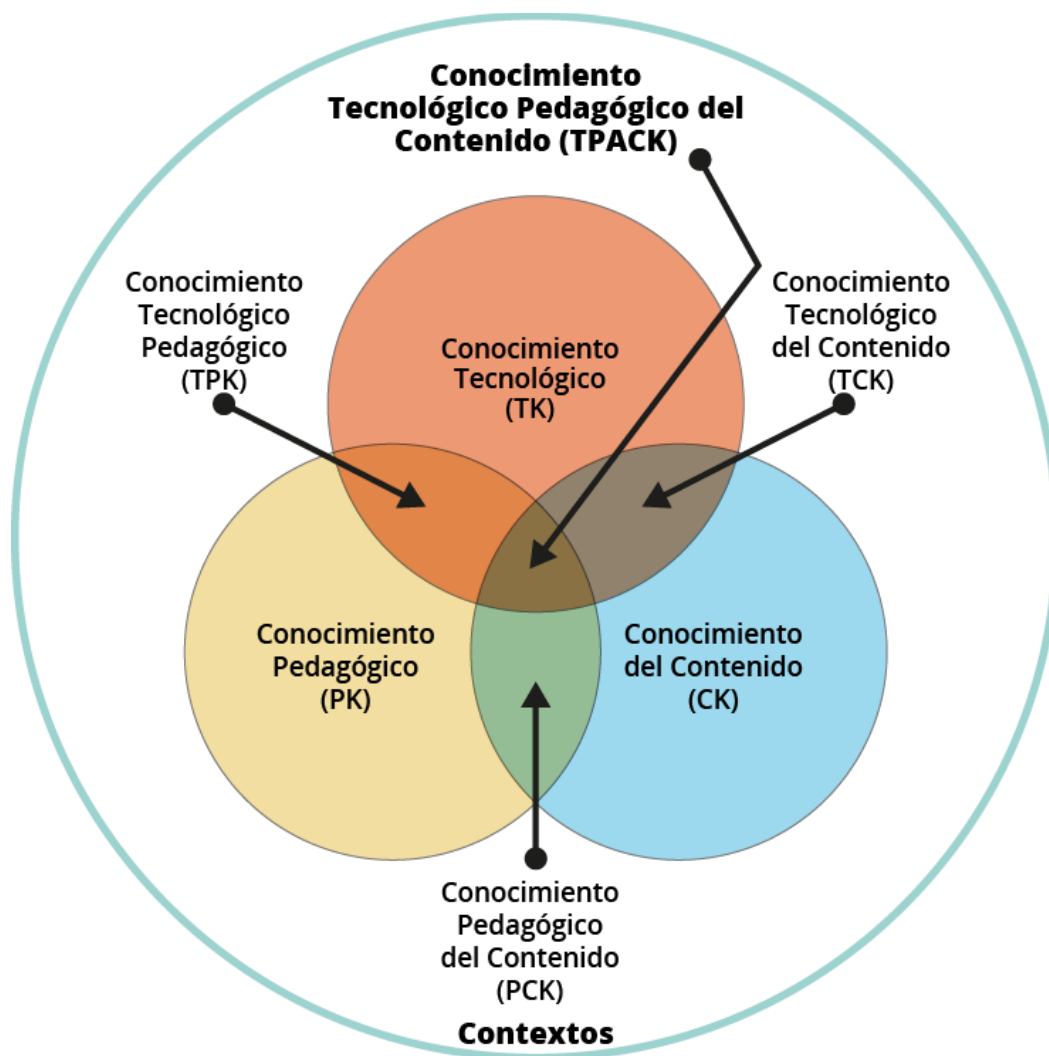 Conocimiento
Tecnológico Pedagógico del
Contenido (TPACK)
Conocimiento
Tecnológico
Pedagógico
(TPK)
Conocimiento
Tecnológico
(TK)
Conocimiento
Tecnológico
del Contenido
(TCK)
Conocimiento
Pedagógico
(PK)
Conocimiento
del Contenido
(CK)
Conocimiento
Pedagógico
del Contenido
(PCK)
Contextos